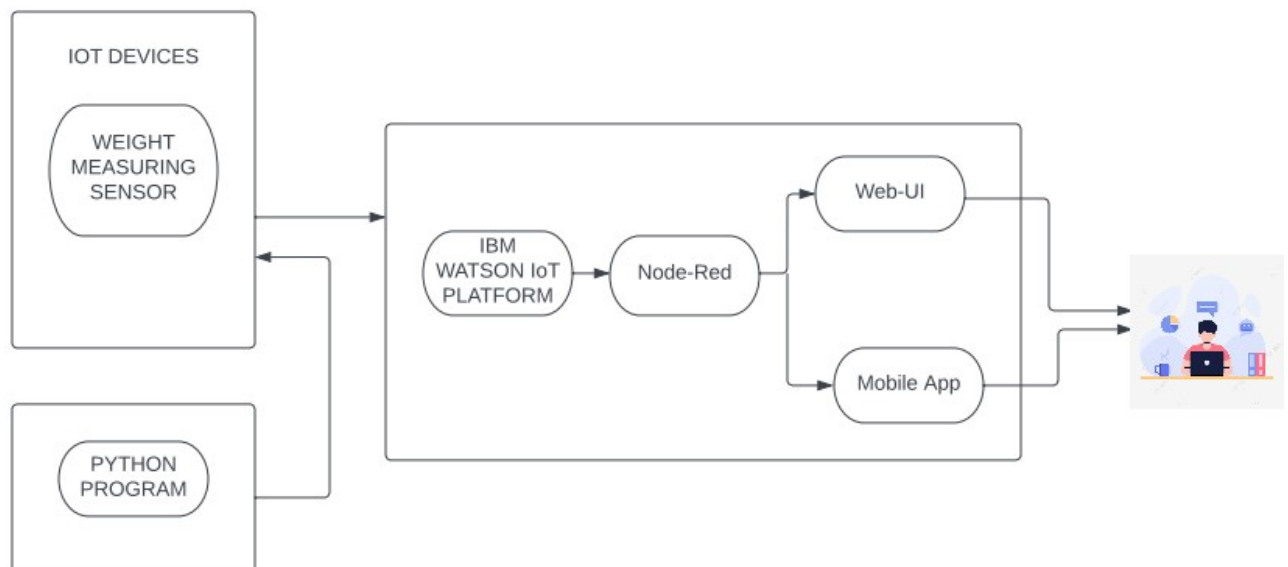 IOT DEVICES
WEIGHT
MEASURING
SENSOR
IBM
WATSON IoT
PLATFORM
Node-Red
Web-UI
Mobile App
PYTHON
PROGRAM